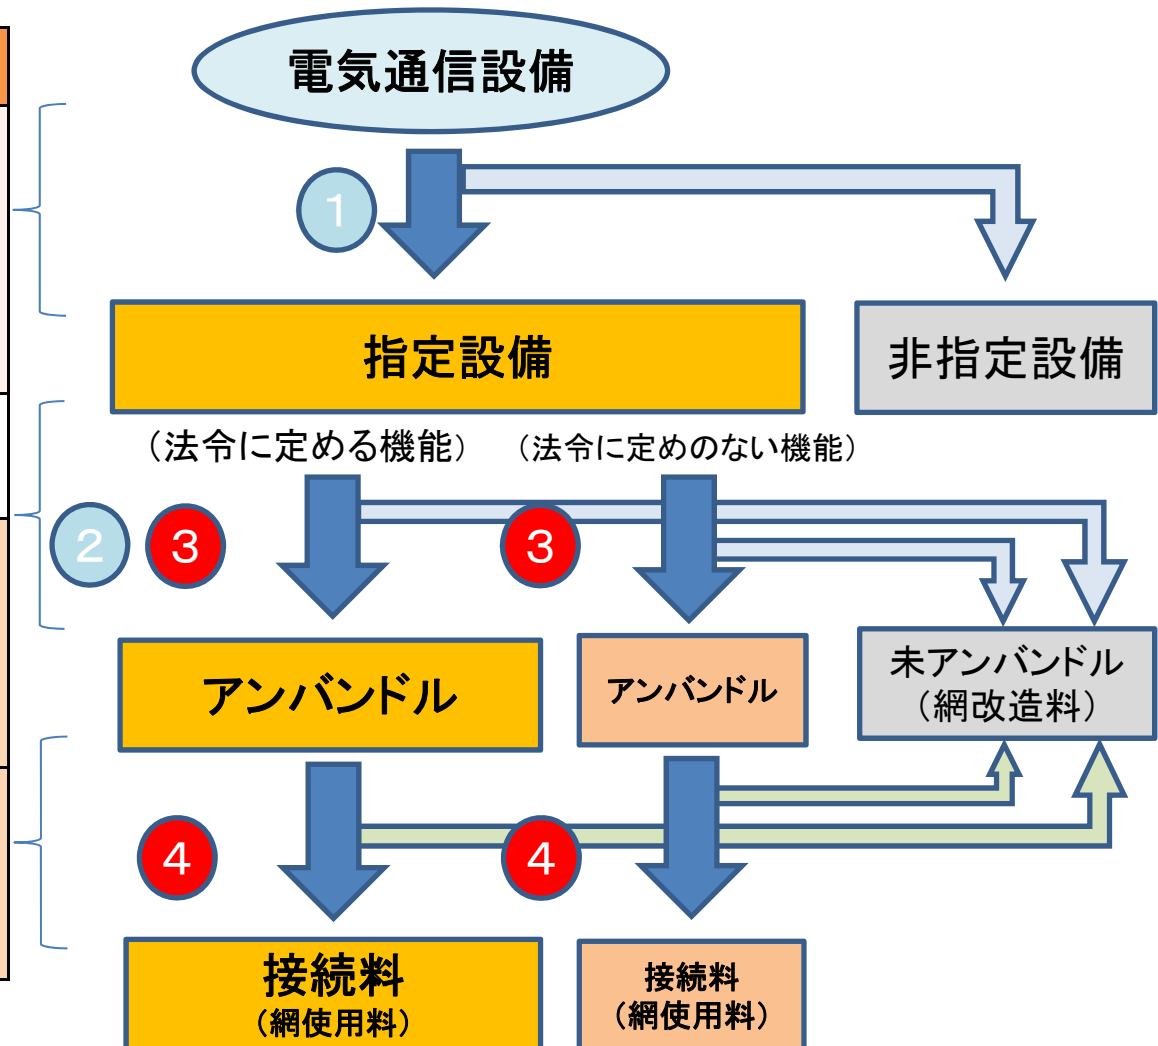 電気通信設備
1
指定設備
非指定設備
（法令に定める機能）
（法令に定めのない機能）
2
3
3
アンバンドル
アンバンドル
未アンバンドル
（網改造料）
4
4
接続料
（網使用料）
接続料
（網使用料）